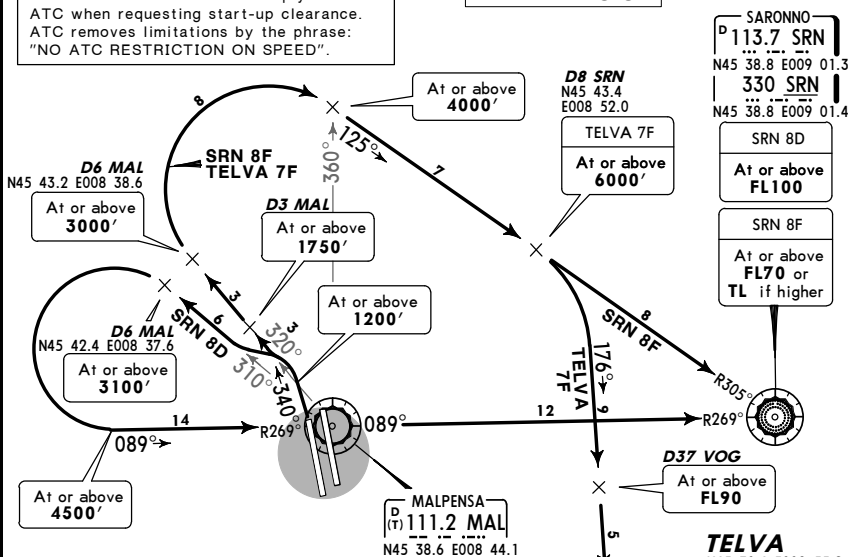 ATC when requesting start-up clearance.
ATC removes limitations by the phrase:
"NO ATC RESTRICTION ON SPEED".
SARONNO
D 113.7 SRN
N45 38.8 E009 01.3
330 SRN
N45 38.8 E009 01.4
SRN 8D
At or above
FL100
SRN 8F
At or above
FL70 or
TL if higher
D8 SRN
N45 43.4
E008 52.0
TELVA 7F
At or above
6000'
At or above
4000'
8
125°
7
360°
SRN 8F
TELVA 7F
D6 MAL
N45 43.2 E008 38.6
At or above
3000'
D3 MAL
1750'
At or above
At or above
1200'
3
3
320°
6
SRN 8D
310°
340°
D6 MAL
N45 42.4 E008 37.6
At or above
3100'
8
SRN 8F
R305°
176°
TELVA
7F
9
14
089°
R269°
089°
12
R269°
At or above
4500'
D37 VOG
At or above
FL90
5
MALPENSA
D
(T) 111.2 MAL
N45 38.6 E008 44.1
TELVA